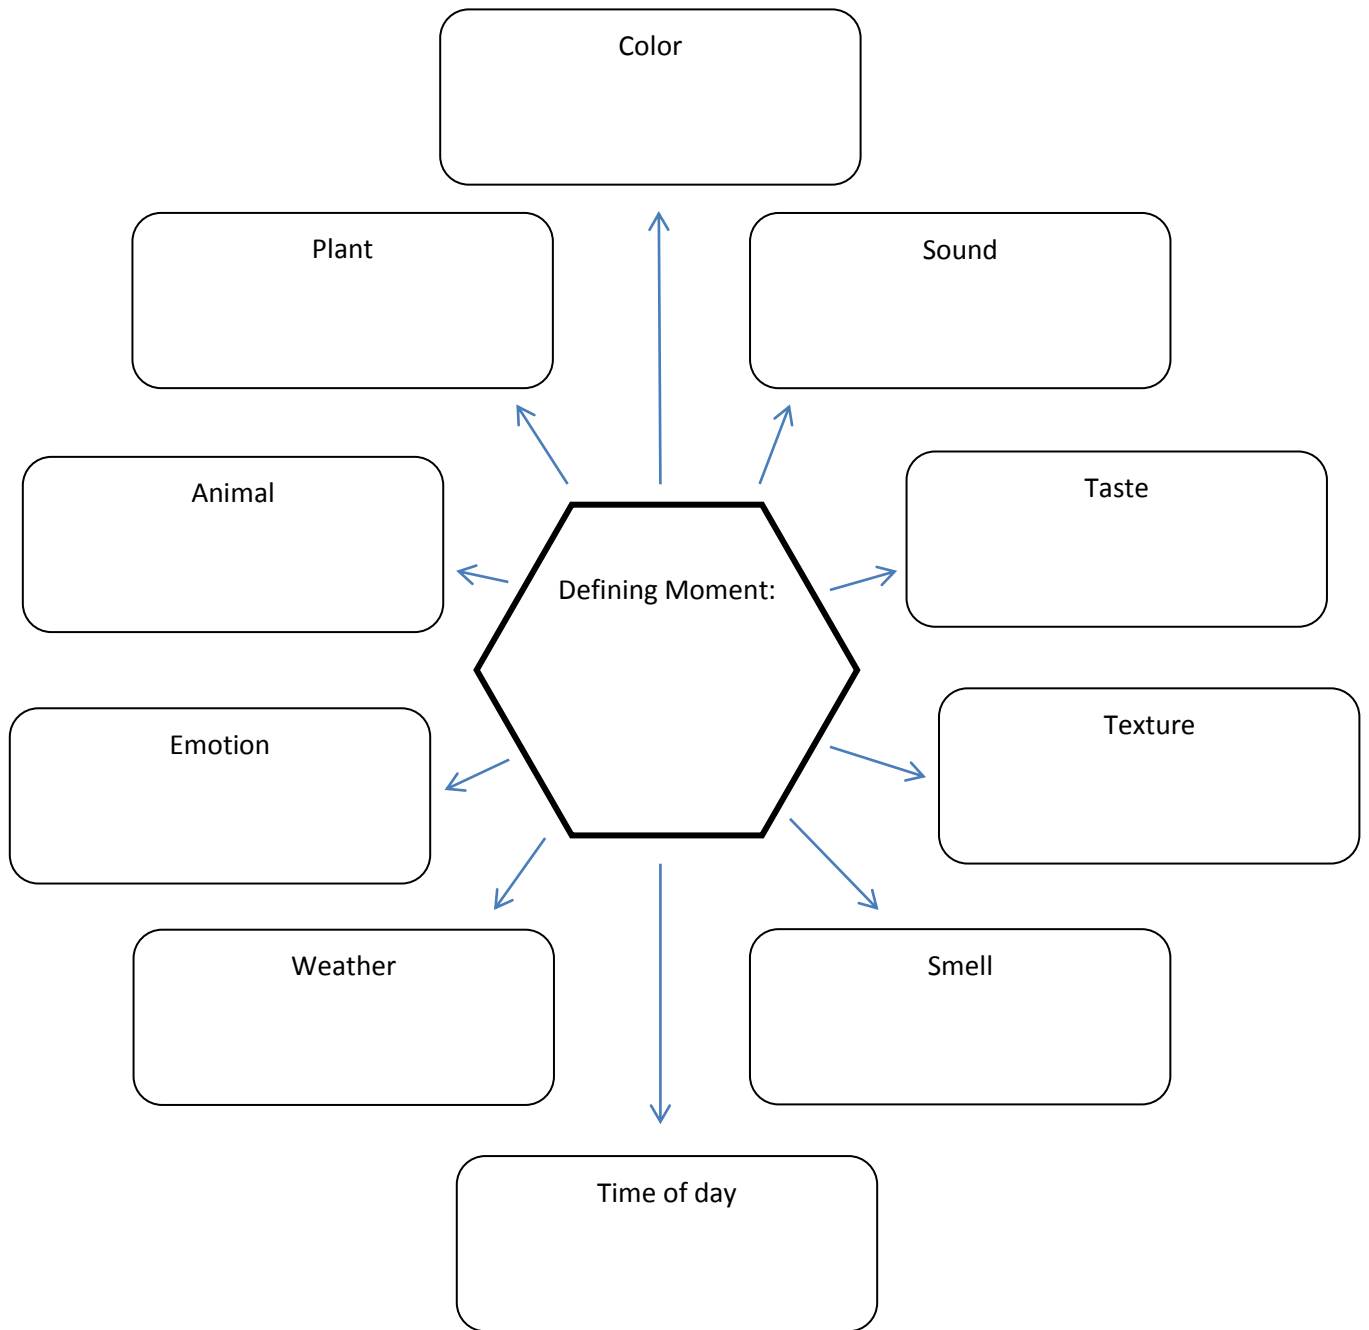 Color
Plant
Sound
Animal
Taste
Defining Moment:
Emotion
Texture
Weather
Smell
Time of day